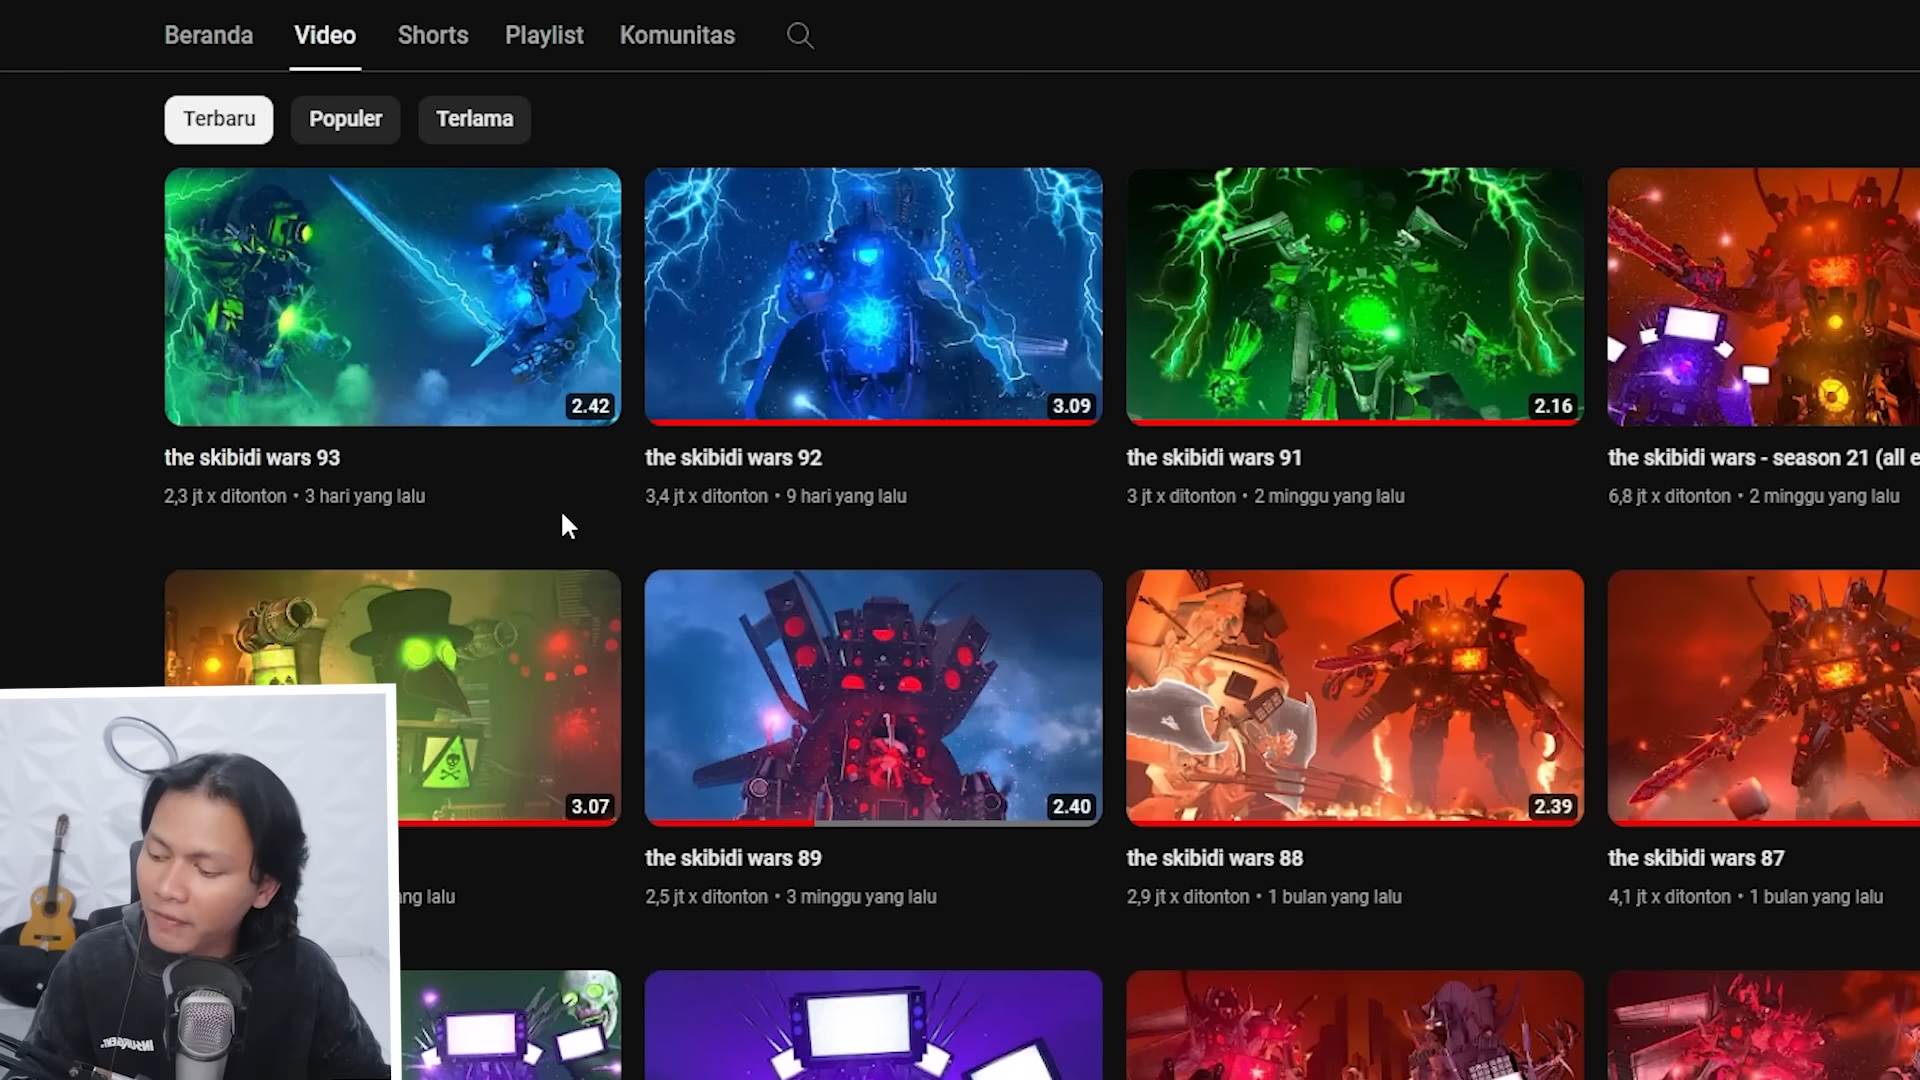 Beranda Video Shorts Playlist Komunitas
Terbaru Populer Terlama
2.42 3.09 2.16
the skibidi wars 93
2,3 jt x ditonton • 3 hari yang lalu
the skibidi wars 92
3,4 jt x ditonton • 9 hari yang lalu
the skibidi wars 91
3 jt x ditonton • 2 minggu yang lalu
the skibidi wars - season 21 (all e
6,8 jt x ditonton • 2 minggu yang lalu
3.07 2.40 2.39
ang lalu
the skibidi wars 89
2,5 jt x ditonton • 3 minggu yang lalu
the skibidi wars 88
2,9 jt x ditonton • 1 bulan yang lalu
the skibidi wars 87
4,1 jt x ditonton • 1 bulan yang lalu